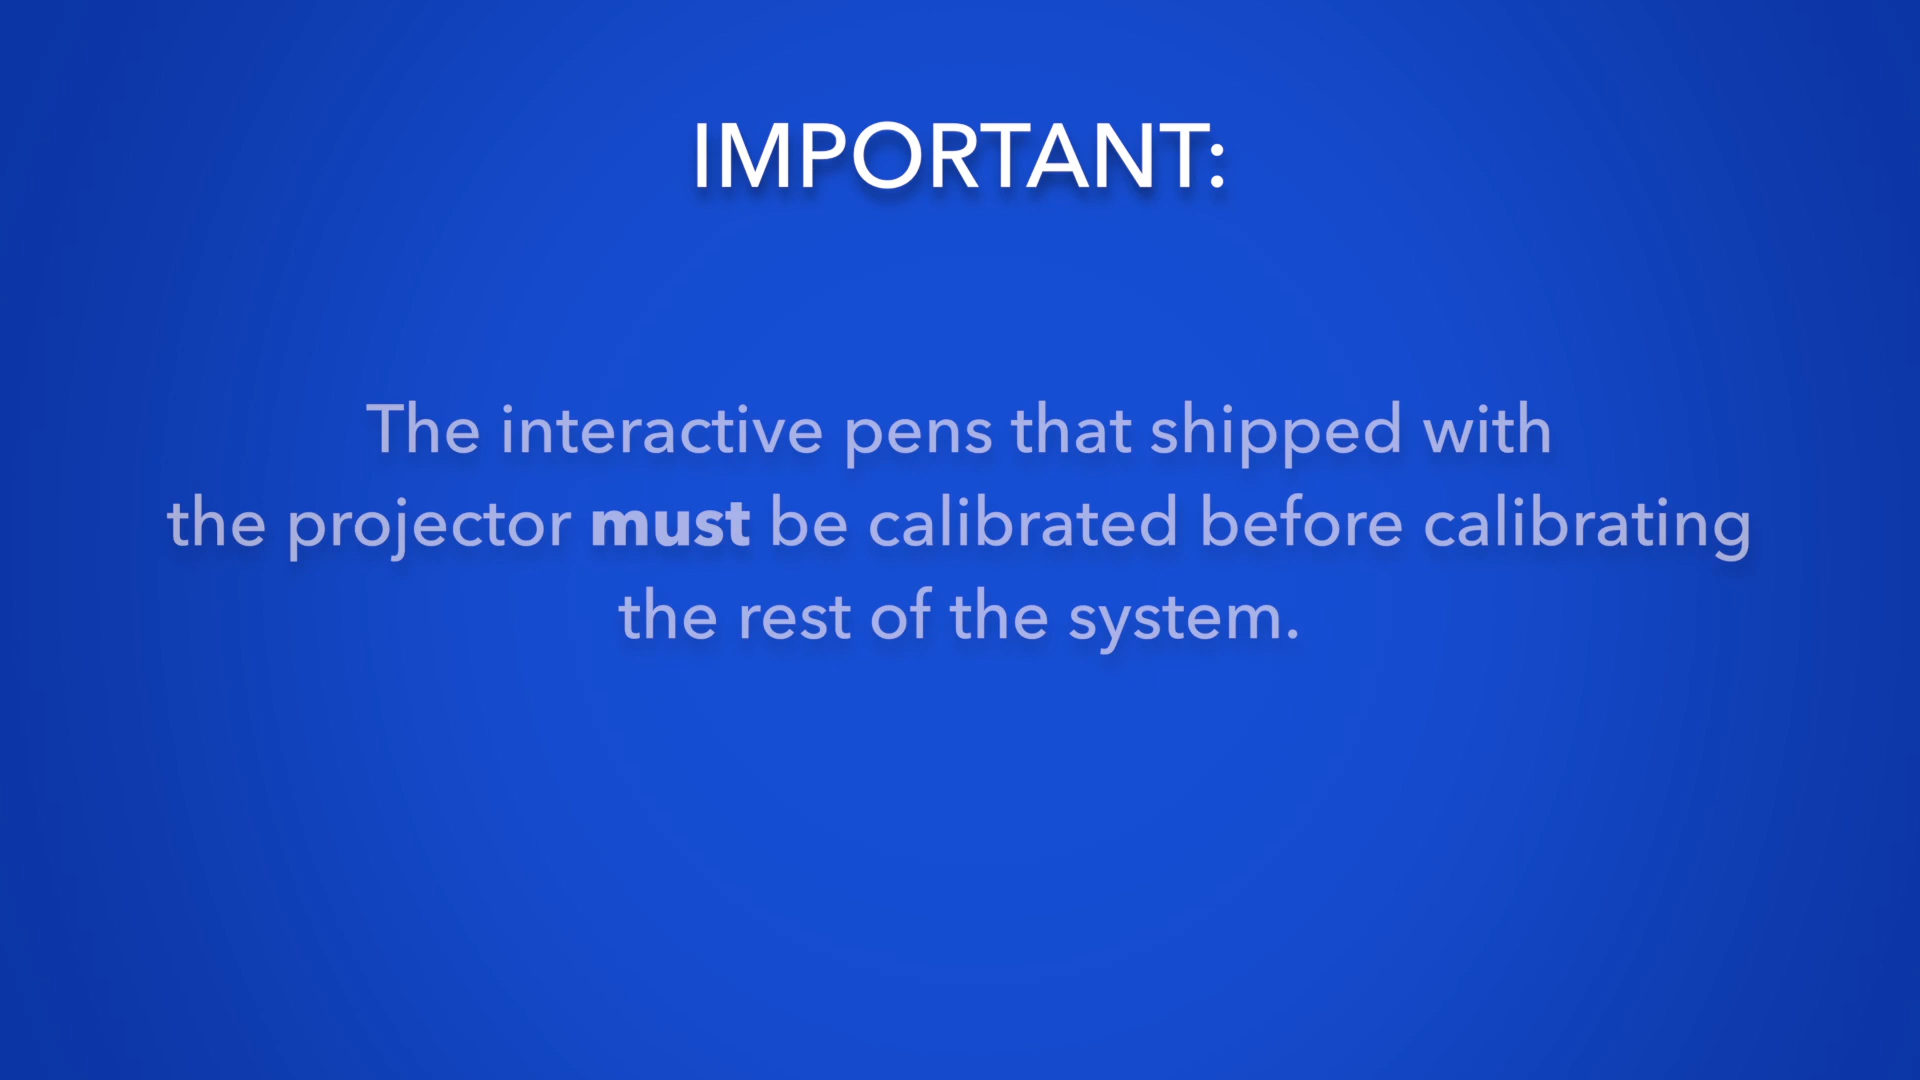 IMPORTANT:
The interactive pens that shipped with
the projector must be calibrated before calibrating
the rest of the system.